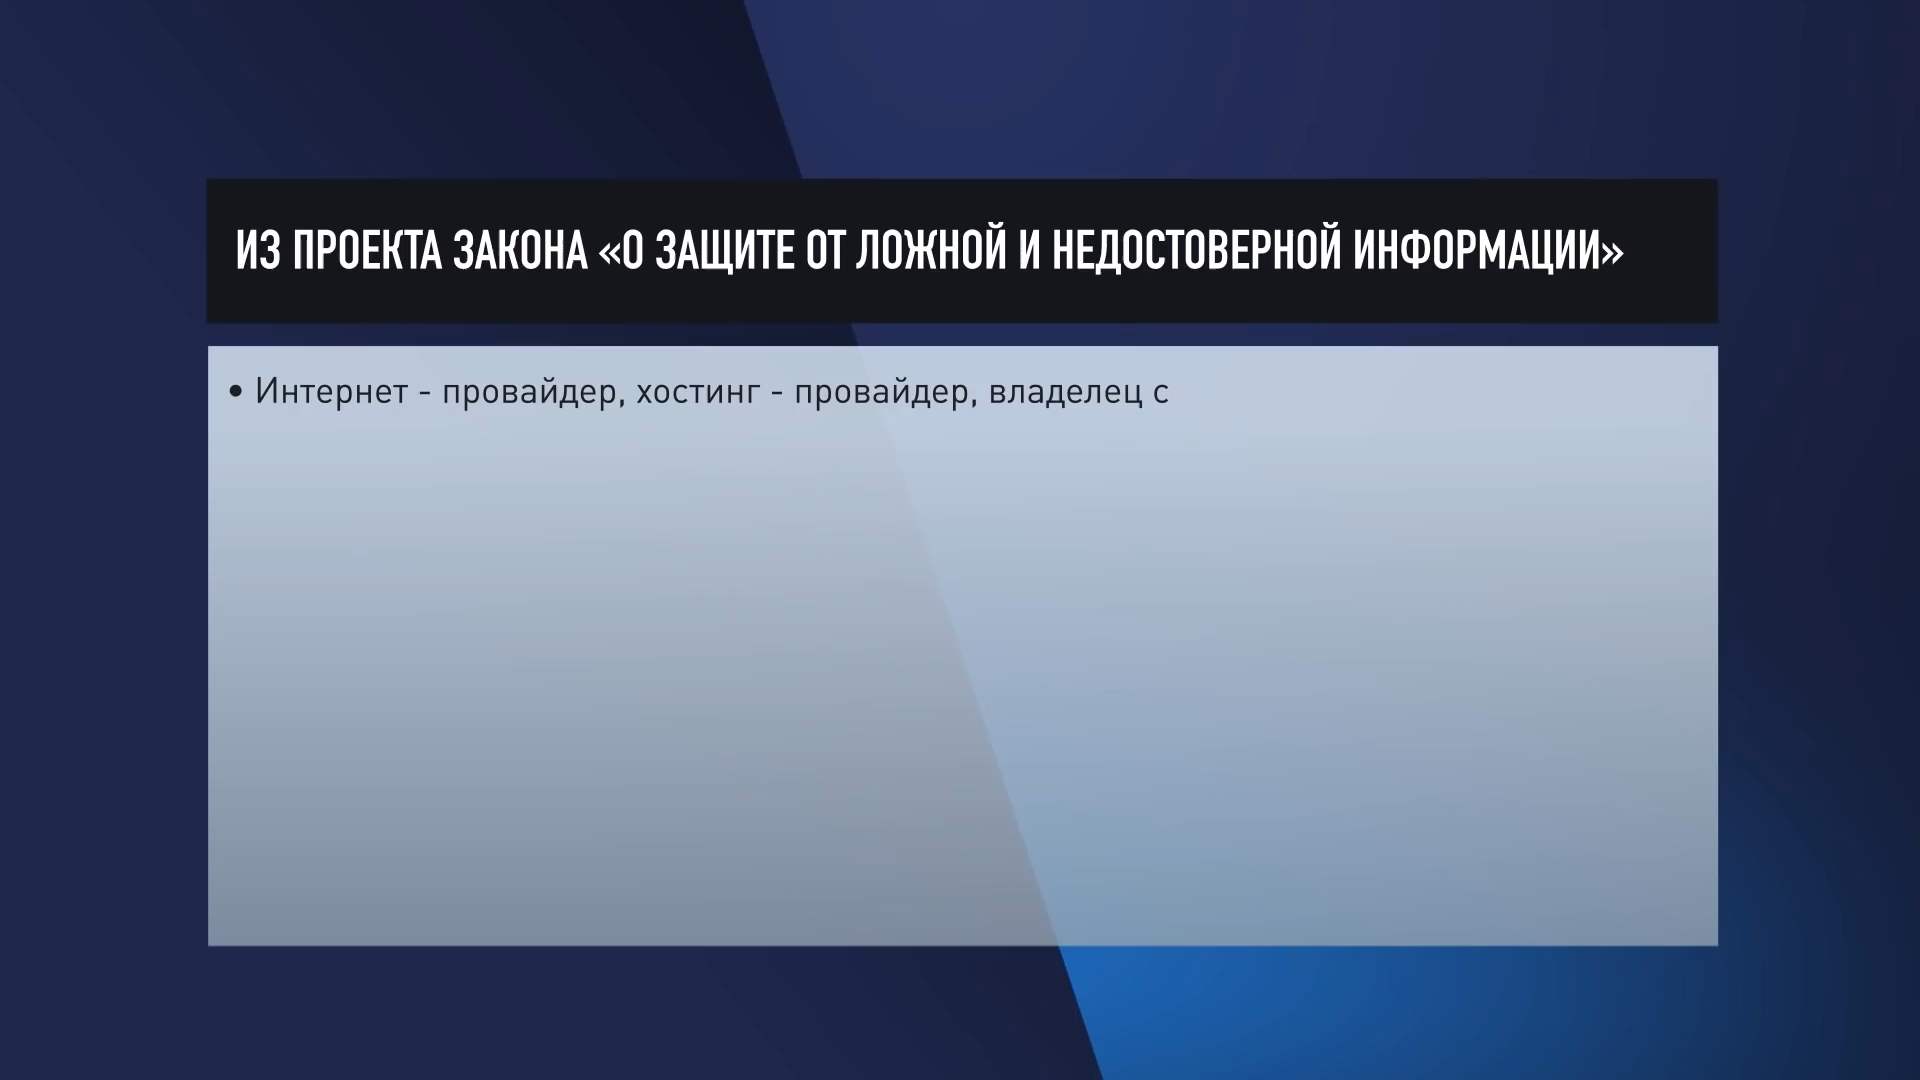 ИЗ ПРОЕКТА ЗАКОНА «О ЗАЩИТЕ ОТ ЛОЖНОЙ И НЕДОСТОВЕРНОЙ ИНФОРМАЦИИ»
• Интернет - провайдер, хостинг - провайдер, владелец с